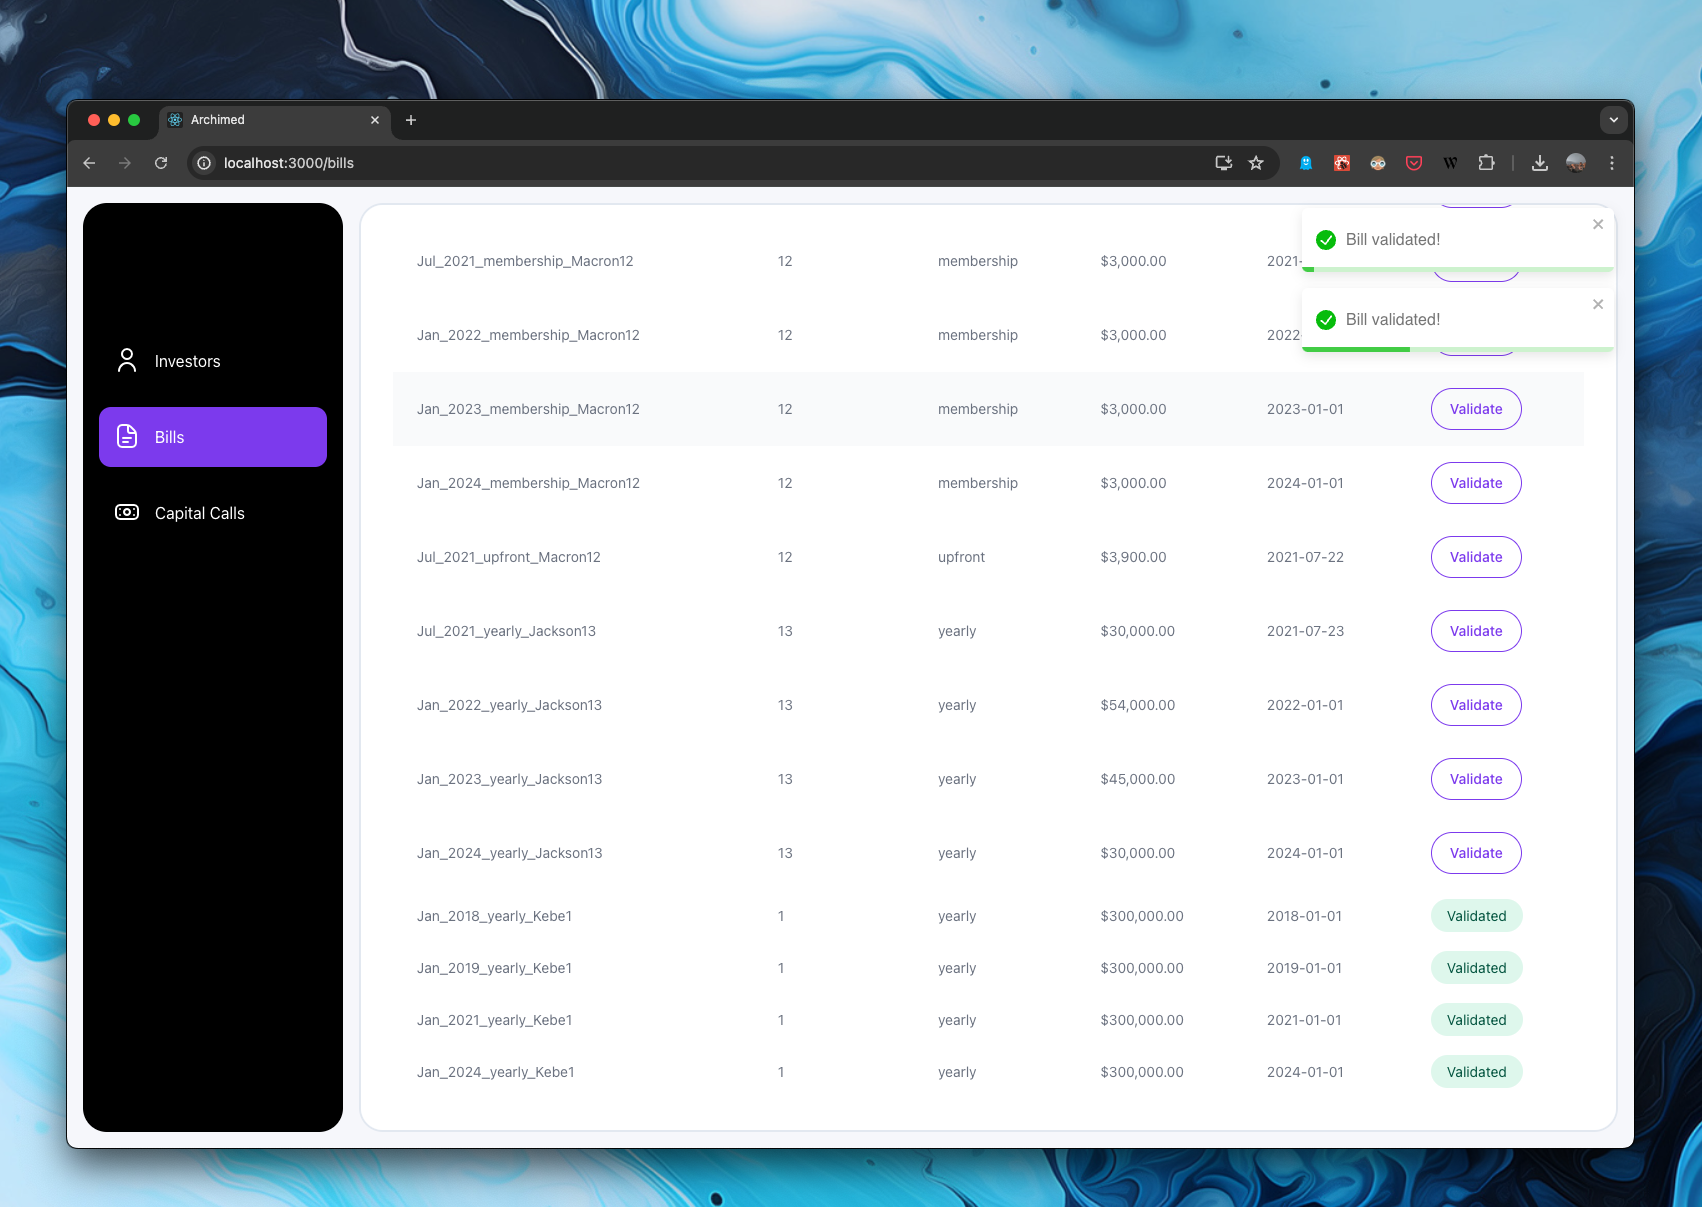 Archimed
localhost:3000/bills
W
Bill validated!
Jul_2021_membership_Macron12 12 membership $3,000.00 2021-
Bill validated!
Jan_2022_membership_Macron12 12 membership $3,000.00 2022
Investors
Jan_2023_membership_Macron12 12 membership $3,000.00 2023-01-01 Validate
Bills
Jan_2024_membership_Macron12 12 membership $3,000.00 2024-01-01 Validate
Capital Calls
Jul_2021_upfront_Macron12 12 upfront $3,900.00 2021-07-22 Validate
Jul_2021_yearly_Jackson13 13 yearly $30,000.00 2021-07-23 Validate
Jan_2022_yearly_Jackson13 13 yearly $54,000.00 2022-01-01 Validate
Jan_2023_yearly_Jackson13 13 yearly $45,000.00 2023-01-01 Validate
Jan_2024_yearly_Jackson13 13 yearly $30,000.00 2024-01-01 Validate
Jan_2018_yearly_Kebe1 1 yearly $300,000.00 2018-01-01 Validated
Jan_2019_yearly_Kebe1 1 yearly $300,000.00 2019-01-01 Validated
Jan_2021_yearly_Kebe1 1 yearly $300,000.00 2021-01-01 Validated
Jan_2024_yearly_Kebe1 1 yearly $300,000.00 2024-01-01 Validated